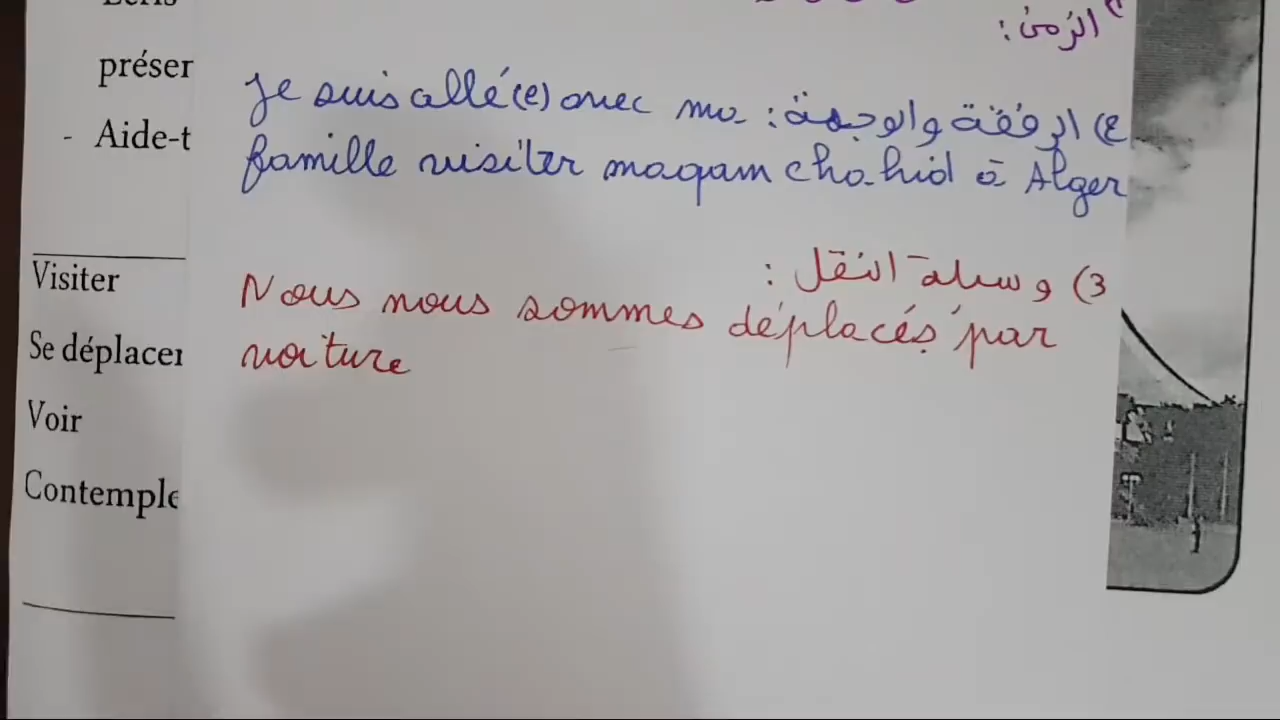 présen
- Aide-t
Visiter
Se déplacer
Voir
Contemple
الزمن:
2) الرفقة والوجهة: Je suis allé(e) avec ma
famille visiter maqam chahid à Alger
3) وسيلة النقل:
Nous nous sommes déplacés par
voiture